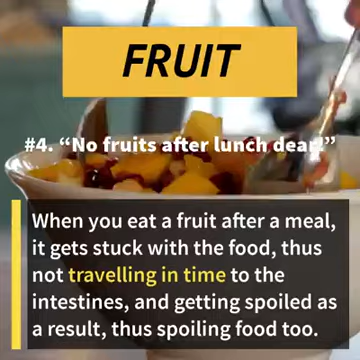 FRUIT
#4. “No fruits after lunch dear!”
When you eat a fruit after a meal,
it gets stuck with the food, thus
not travelling in time to the
intestines, and getting spoiled as
a result, thus spoiling food too.